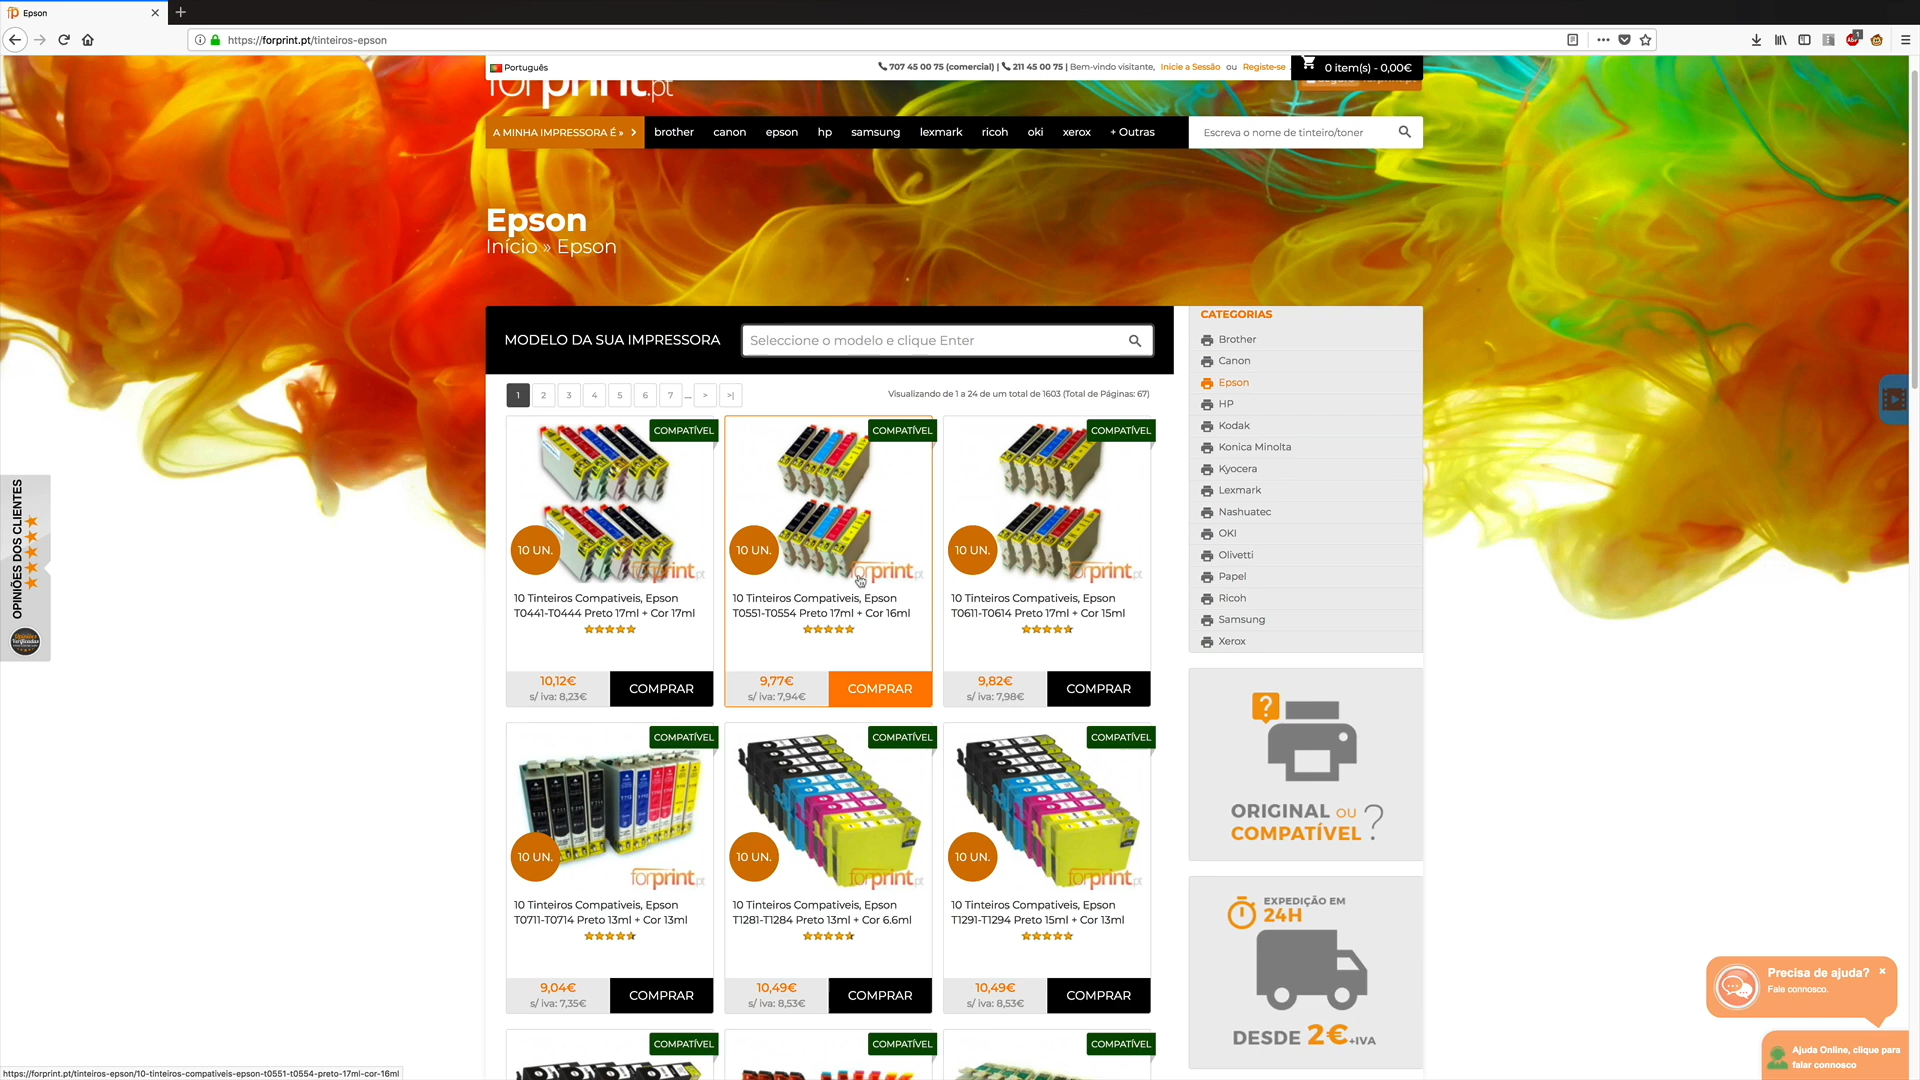 Epson
https://forprint.pt/tinteiros-epson
Português
707 45 00 75 (comercial) | 211 45 00 75 | Bem-vindo visitante, Inicie a Sessão ou Registe-se
0 item(s) - 0,00€
forprint.pt
A MINHA IMPRESSORA É »
brother canon epson hp samsung lexmark ricoh oki xerox + Outras
Escreva o nome de tinteiro/toner
Epson
Início » Epson
MODELO DA SUA IMPRESSORA
Seleccione o modelo e clique Enter
1 2 3 4 5 6 7 ... > >|
Visualizando de 1 a 24 de um total de 1603 (Total de Páginas: 67)
COMPATÍVEL
10 UN.
forprint.pt
10 Tinteiros Compativeis, Epson
T0441-T0444 Preto 17ml + Cor 17ml
10,12€
s/ iva: 8,23€
COMPRAR
COMPATÍVEL
10 UN.
forprint.pt
10 Tinteiros Compativeis, Epson
T0551-T0554 Preto 17ml + Cor 16ml
9,77€
s/ iva: 7,94€
COMPRAR
COMPATÍVEL
10 UN.
forprint.pt
10 Tinteiros Compativeis, Epson
T0611-T0614 Preto 17ml + Cor 15ml
9,82€
s/ iva: 7,98€
COMPRAR
COMPATÍVEL
10 UN.
forprint.pt
10 Tinteiros Compativeis, Epson
T0711-T0714 Preto 13ml + Cor 13ml
9,04€
s/ iva: 7,35€
COMPRAR
COMPATÍVEL
10 UN.
forprint.pt
10 Tinteiros Compativeis, Epson
T1281-T1284 Preto 13ml + Cor 6.6ml
10,49€
s/ iva: 8,53€
COMPRAR
COMPATÍVEL
10 UN.
forprint.pt
10 Tinteiros Compativeis, Epson
T1291-T1294 Preto 15ml + Cor 13ml
10,49€
s/ iva: 8,53€
COMPRAR
COMPATÍVEL
COMPATÍVEL
COMPATÍVEL
CATEGORIAS
Brother
Canon
Epson
HP
Kodak
Konica Minolta
Kyocera
Lexmark
Nashuatec
OKI
Olivetti
Papel
Ricoh
Samsung
Xerox
?
ORIGINAL OU
COMPATÍVEL ?
EXPEDIÇÃO EM
24H
DESDE 2€+IVA
OPINIÕES DOS CLIENTES
Precisa de ajuda? ×
Fale connosco.
Ajuda Online, clique para
falar connosco
https://forprint.pt/tinteiros-epson/10-tinteiros-compativeis-epson-t0551-t0554-preto-17ml-cor-16ml